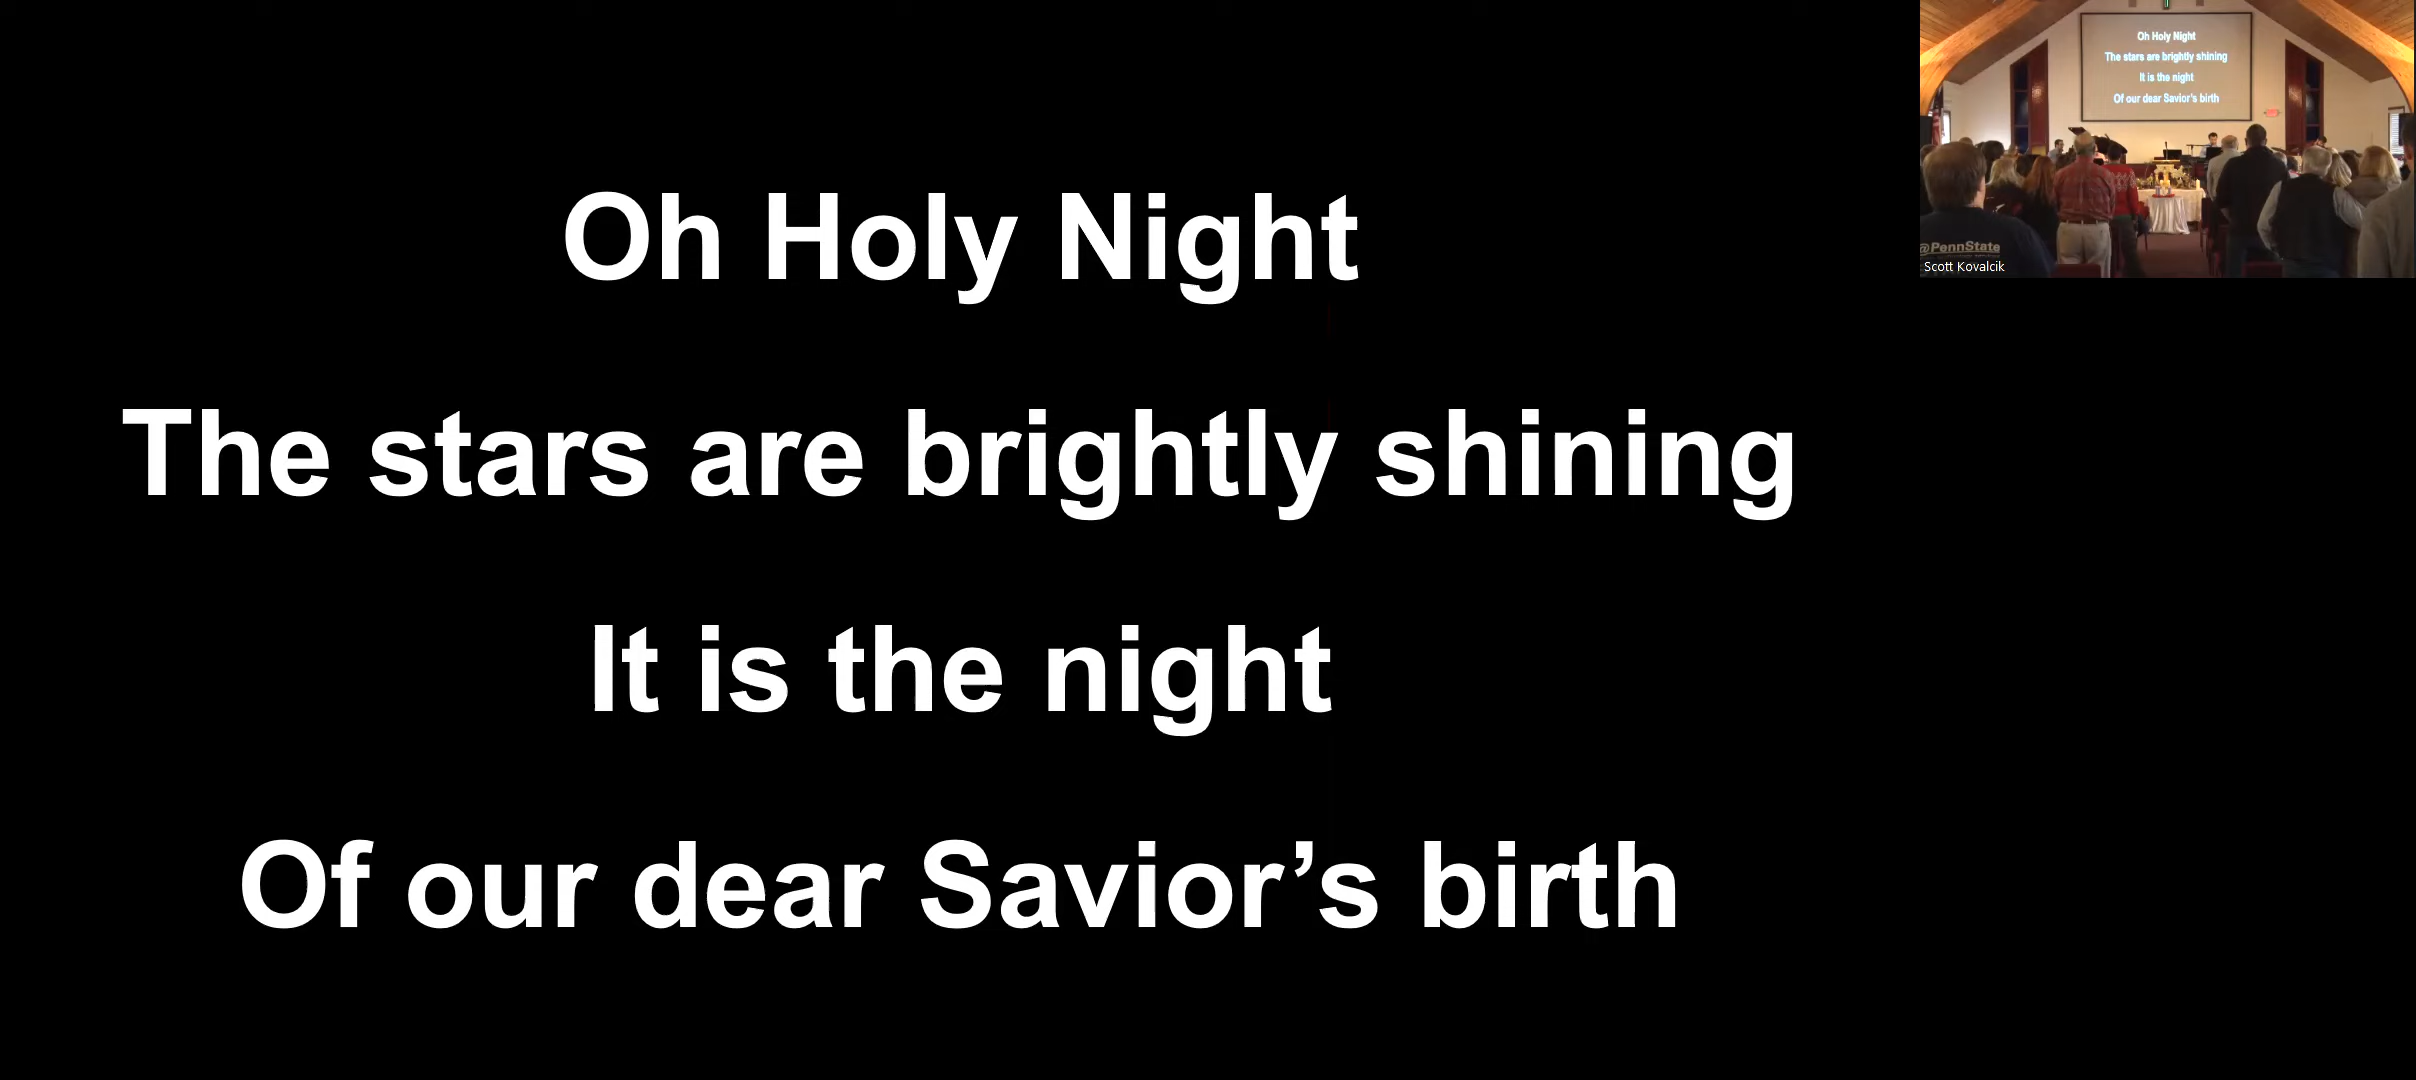 Oh Holy Night
The stars are brightly shining
It is the night
Of our dear Savior’s birth
Oh Holy Night
The stars are brightly shining
It is the night
Of our dear Savior’s birth
@PennState
Scott Kovalcik